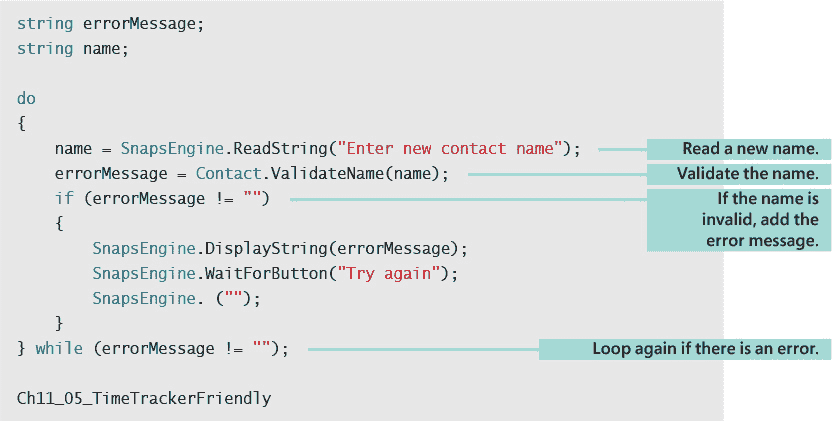 string errorMessage;
string name;
do
{
name = SnapsEngine.ReadString("Enter new contact name");
Read a new name.
errorMessage = Contact.ValidateName(name);
Validate the name.
if (errorMessage != "")
If the name is
invalid, add the
error message.
{
SnapsEngine.DisplayString(errorMessage);
SnapsEngine.WaitForButton("Try again");
SnapsEngine. ("");
}
} while (errorMessage != "");
Loop again if there is an error.
Ch11_05_TimeTrackerFriendly